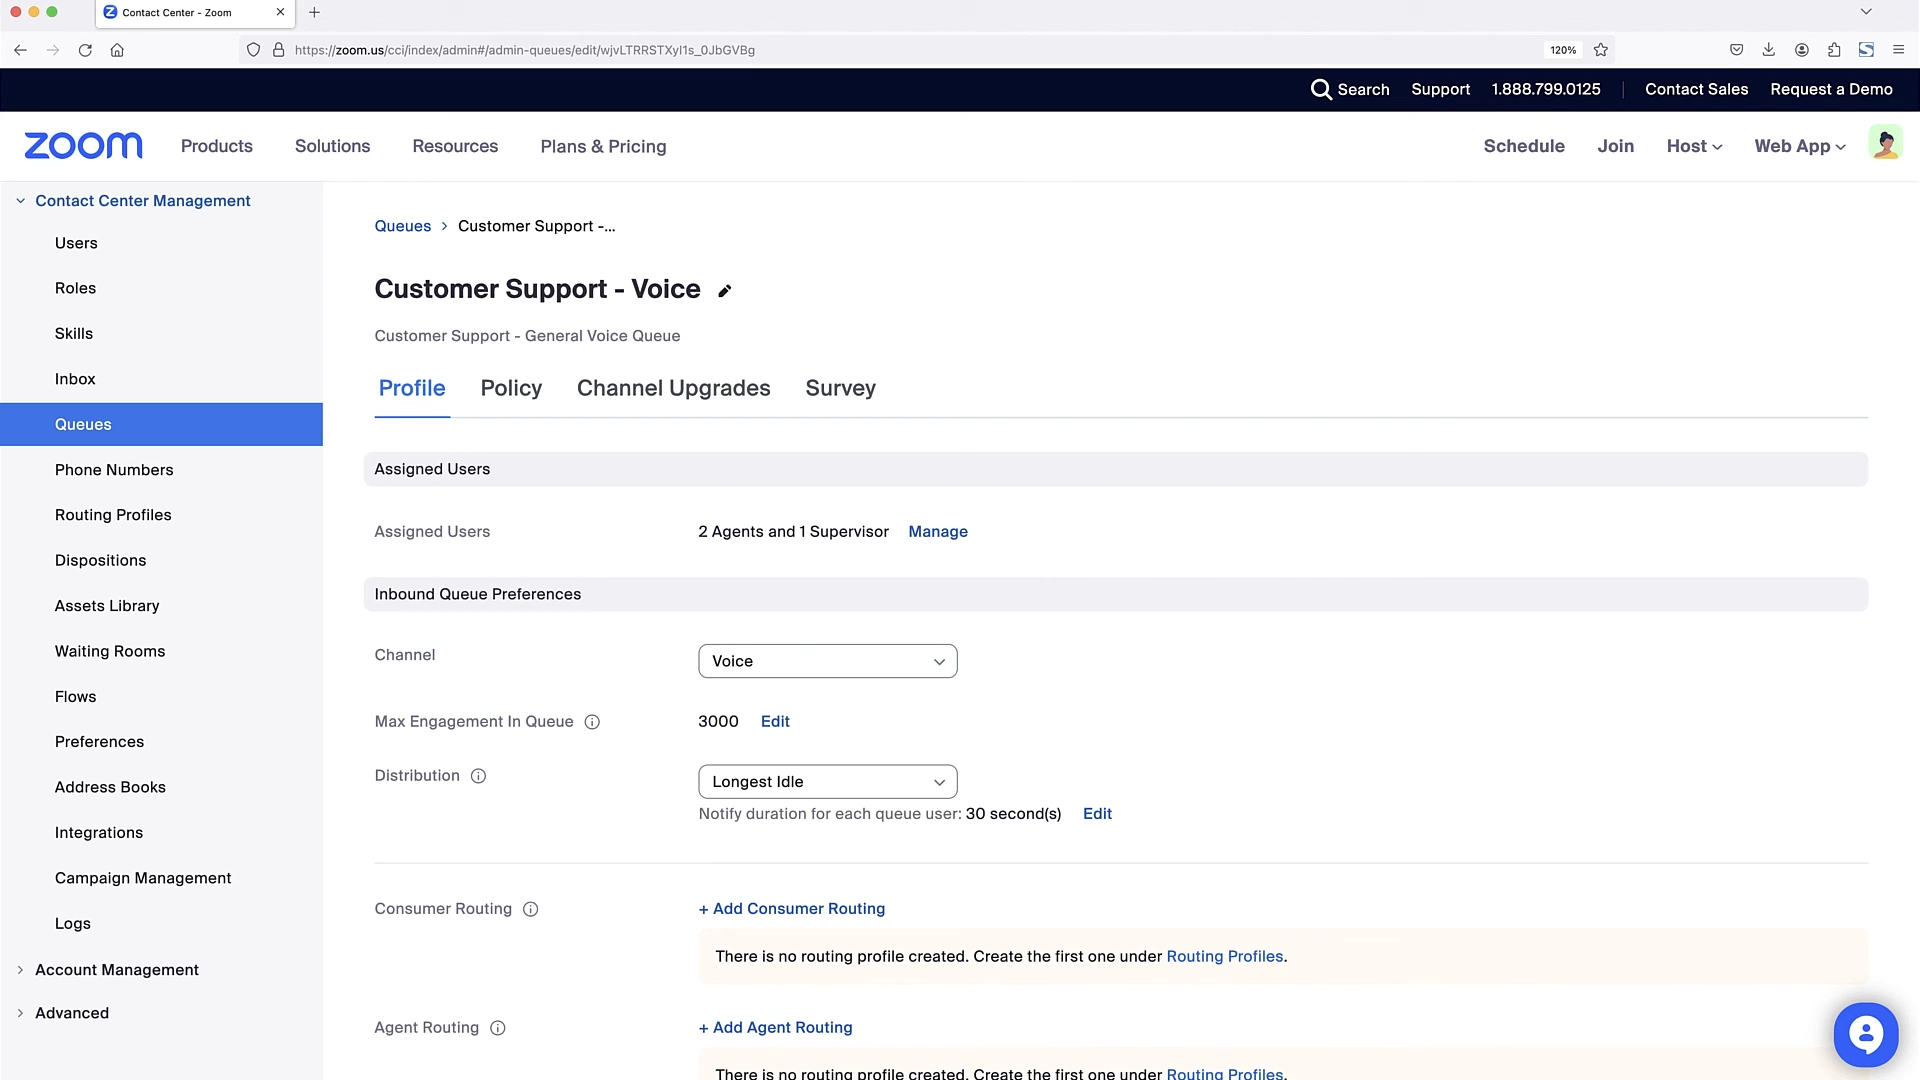 Contact Center - Zoom
https://zoom.us/cci/index/admin#/admin-queues/edit/wjvLTRRSTXyI1s_0JbGVBg
120%
Search
Support
1.888.799.0125
Contact Sales
Request a Demo
zoom
Products
Solutions
Resources
Plans & Pricing
Schedule
Join
Host
Web App
Contact Center Management
Users
Roles
Skills
Inbox
Queues
Phone Numbers
Routing Profiles
Dispositions
Assets Library
Waiting Rooms
Flows
Preferences
Address Books
Integrations
Campaign Management
Logs
Account Management
Advanced
Queues > Customer Support -...
Customer Support - Voice
Customer Support - General Voice Queue
Profile
Policy
Channel Upgrades
Survey
Assigned Users
Assigned Users
2 Agents and 1 Supervisor
Manage
Inbound Queue Preferences
Channel
Voice
Max Engagement In Queue
3000
Edit
Distribution
Longest Idle
Notify duration for each queue user: 30 second(s)
Edit
Consumer Routing
+ Add Consumer Routing
There is no routing profile created. Create the first one under Routing Profiles.
Agent Routing
+ Add Agent Routing
There is no routing profile created. Create the first one under Routing Profiles.